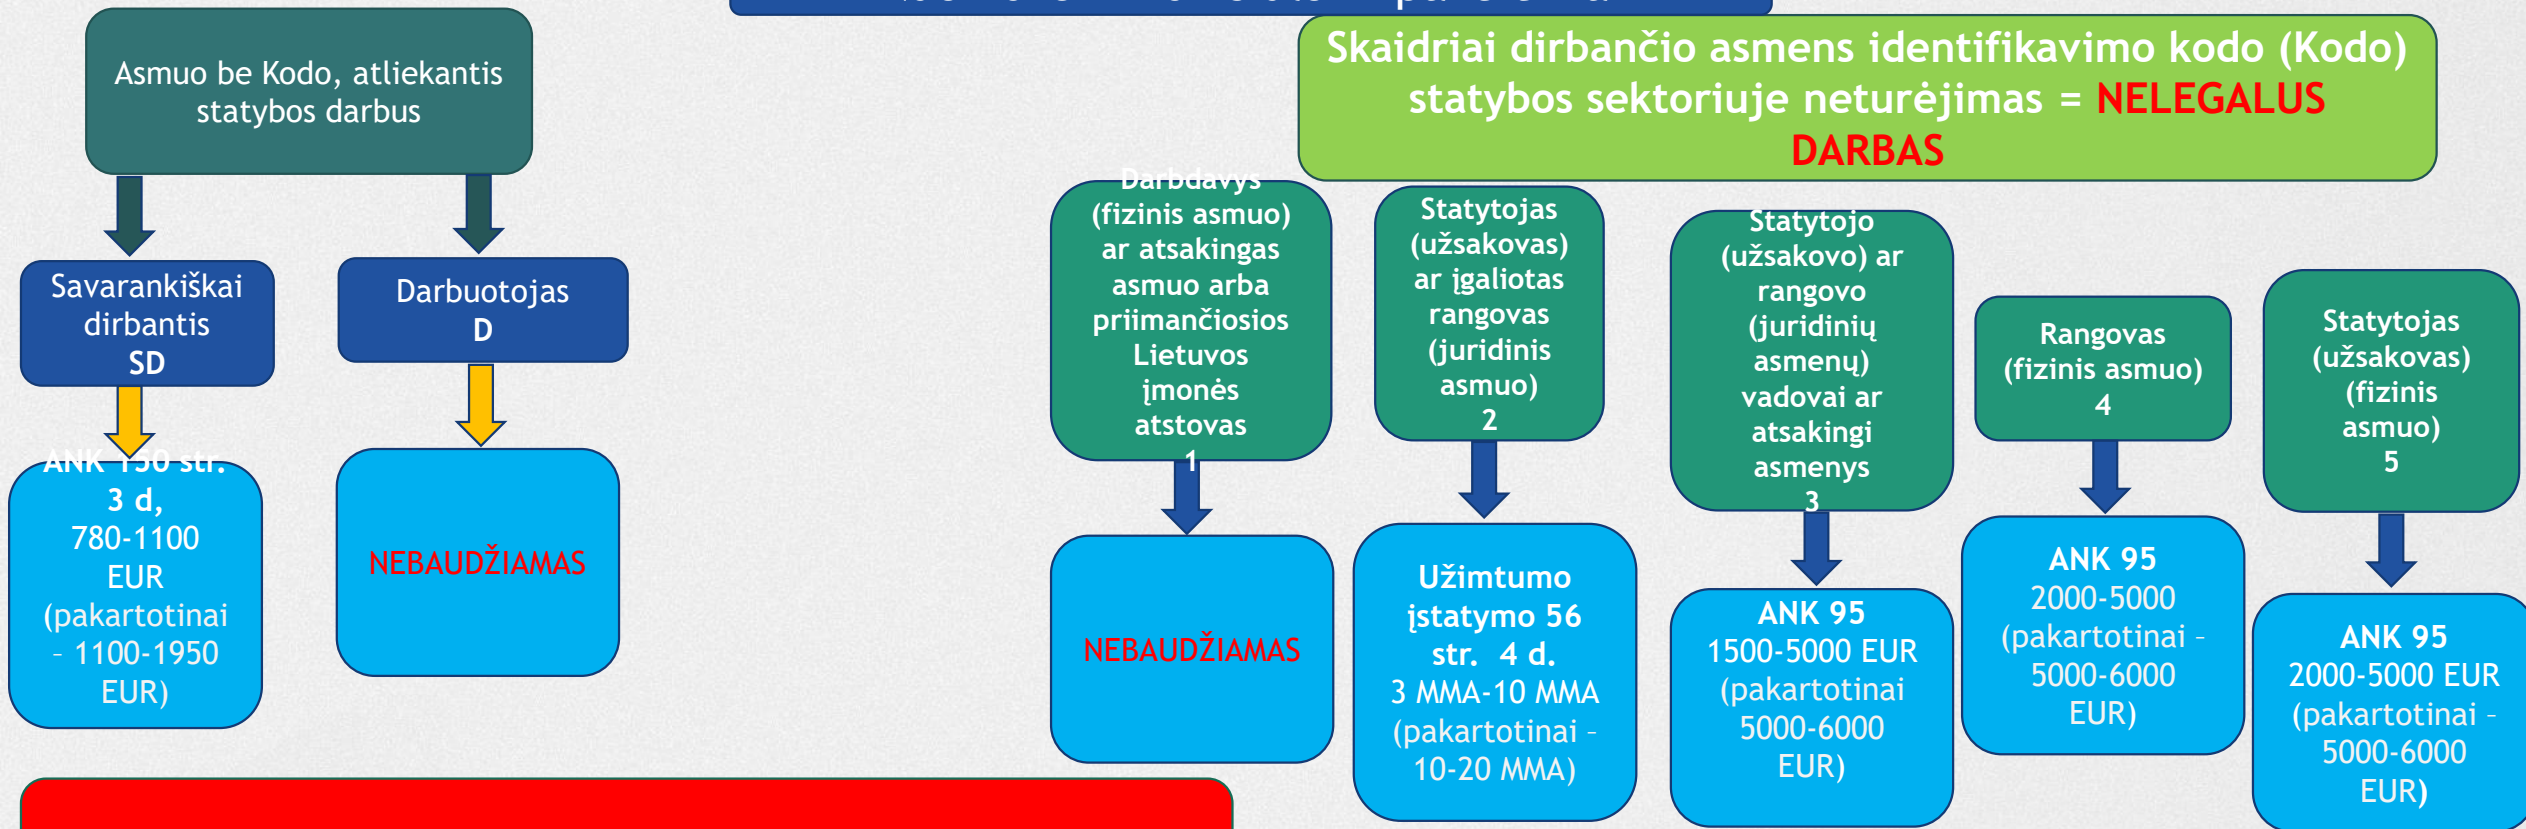 Asmuo be Kodo, atliekantis
statybos darbus
Skaidriai dirbančio asmens identifikavimo kodo (Kodo)
statybos sektoriuje neturėjimas = NELEGALUS
DARBAS
Savarankiškai
dirbantis
SD
Darbuotojas
D
Darbdavys
(fizinis asmuo)
ar atsakingas
asmuo arba
priimančiosios
Lietuvos
įmonės
atstovas
1
Statytojas
(užsakovas)
ar įgaliotas
rangovas
(juridinis
asmuo)
2
Statytojo
(užsakovo) ar
rangovo
(juridinių
asmenų)
vadovai ar
atsakingi
asmenys
3
Rangovas
(fizinis asmuo)
4
Statytojas
(užsakovas)
(fizinis
asmuo)
5
ANK 150 str.
3 d,
780-1100
EUR
(pakartotinai
– 1100-1950
EUR)
NEBAUDŽIAMAS
NEBAUDŽIAMAS
Užimtumo
įstatymo 56
str. 4 d.
3 MMA-10 MMA
(pakartotinai –
10-20 MMA)
ANK 95
1500-5000 EUR
(pakartotinai
5000-6000
EUR)
ANK 95
2000-5000
(pakartotinai –
5000-6000
EUR)
ANK 95
2000-5000 EUR
(pakartotinai –
5000-6000
EUR)